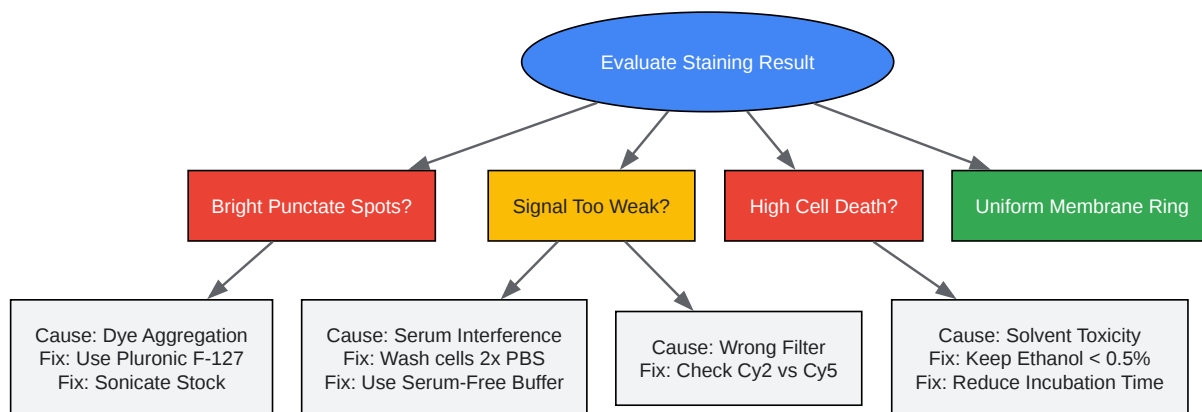 Evaluate Staining Result
Bright Punctate Spots?
Signal Too Weak?
High Cell Death?
Uniform Membrane Ring
Cause: Dye Aggregation
Fix: Use Pluronic F-127
Fix: Sonicate Stock
Cause: Serum Interference
Fix: Wash cells 2x PBS
Fix: Use Serum-Free Buffer
Cause: Wrong Filter
Fix: Check Cy2 vs Cy5
Cause: Solvent Toxicity
Fix: Keep Ethanol < 0.5%
Fix: Reduce Incubation Time